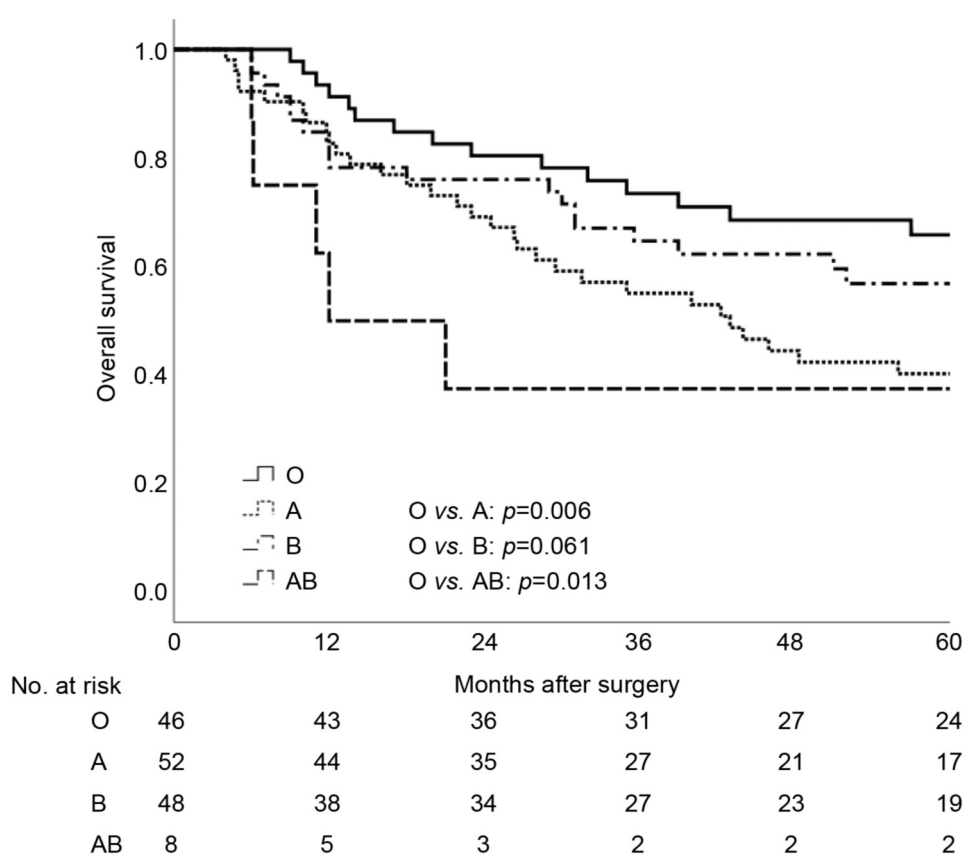 Overall survival
1.0
0.8
0.6
0.4
0.2
0.0
O
A O vs. A: p=0.006
B O vs. B: p=0.061
AB O vs. AB: p=0.013
0 12 24 36 48 60
No. at risk Months after surgery
O 46 43 36 31 27 24
A 52 44 35 27 21 17
B 48 38 34 27 23 19
AB 8 5 3 2 2 2